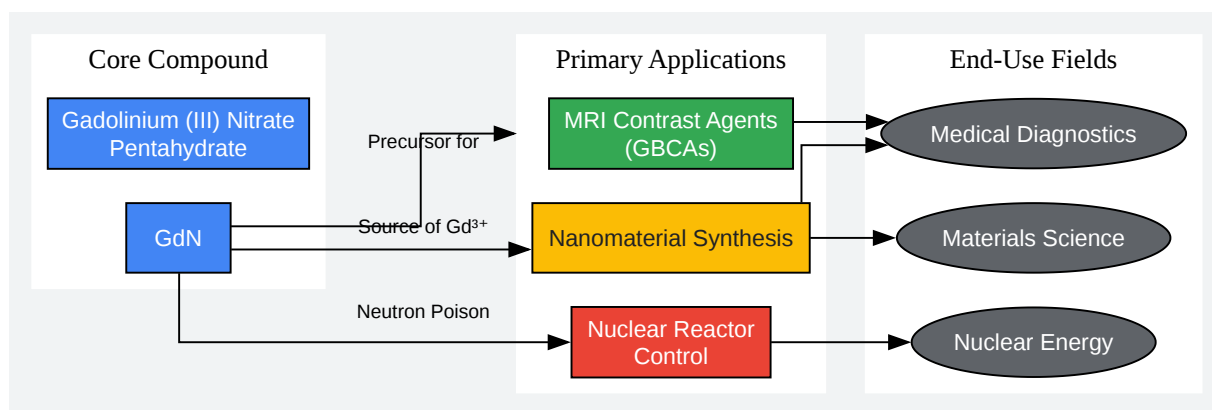 Core Compound
Primary Applications
End-Use Fields
Gadolinium (III) Nitrate
Pentahydrate
Precursor for
MRI Contrast Agents
(GBCAs)
Medical Diagnostics
GdN
Source of Gd³⁺
Nanomaterial Synthesis
Materials Science
Neutron Poison
Nuclear Reactor
Control
Nuclear Energy